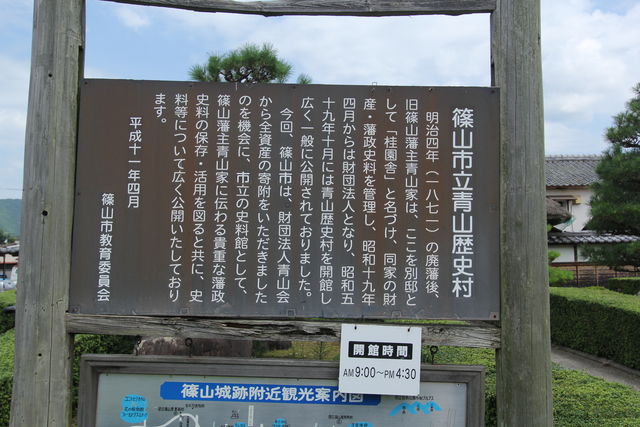 篠山市立青山歴史村
明治四年（一八七一）の廃藩後、
旧篠山藩主青山家は、ここを別邸と
して「桂園舎」と名づけ、同家の財
産・藩政史料を管理し、昭和十九年
四月からは財団法人となり、昭和五
十九年十月には青山歴史村を開館し
広く一般に公開されておりました。
今回、篠山市は、財団法人青山会
から全資産の寄附をいただきました
のを機会に、市立の史料館として、
篠山藩主青山家に伝わる貴重な藩政
史料の保存・活用を図ると共に、史
料等について広く公開いたしており
ます。
平成十一年四月
篠山市教育委員会
開館時間
AM 9:00～PM 4:30
篠山城跡附近観光案内図